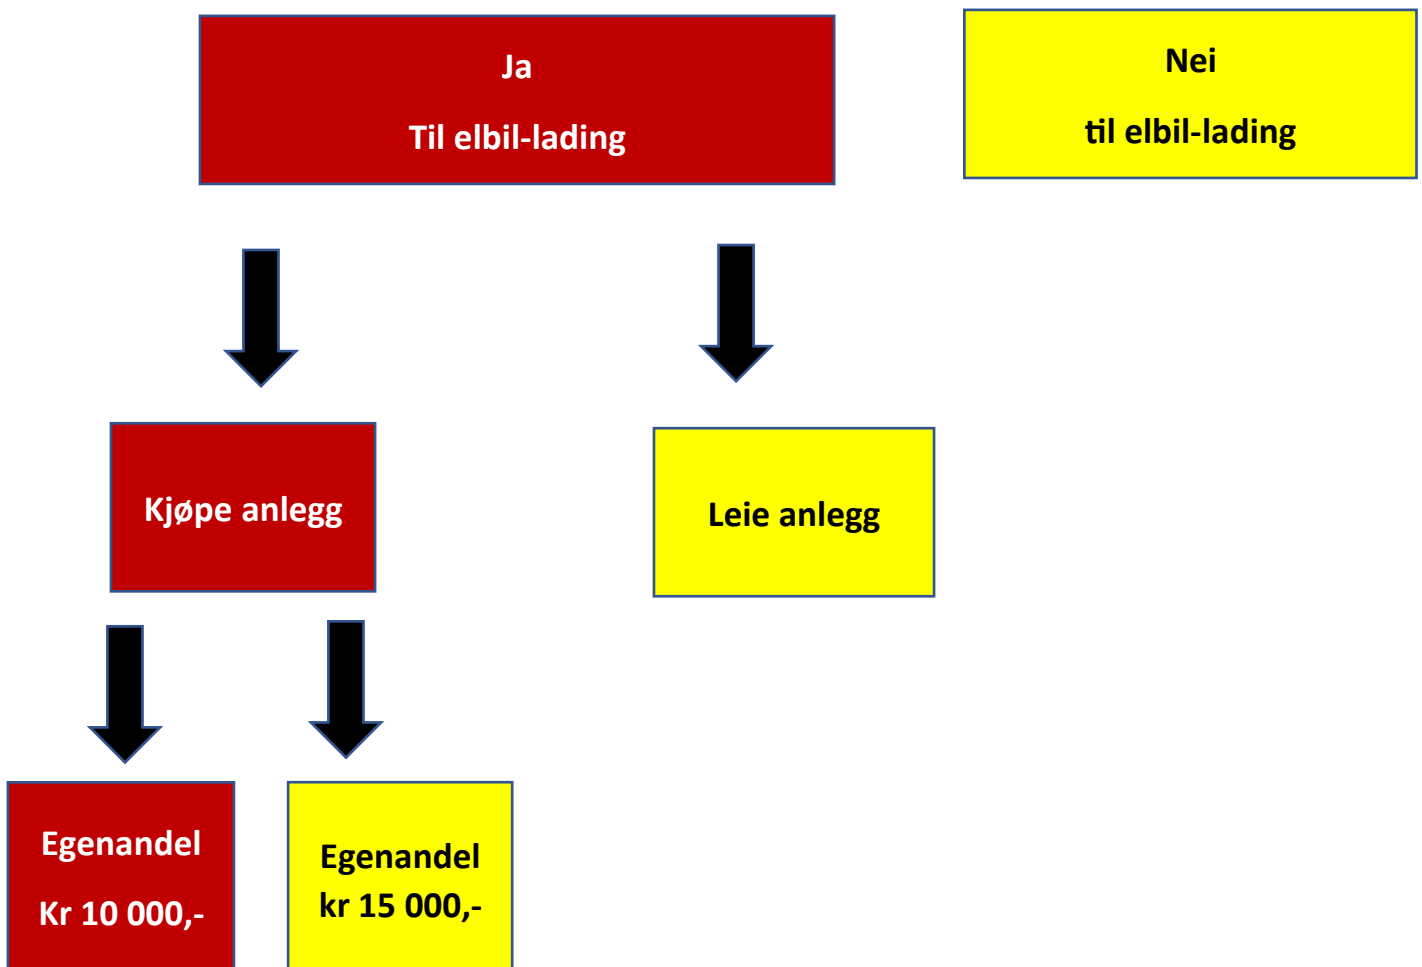 Ja
Til elbil-lading
Nei
til elbil-lading
Kjøpe anlegg
Leie anlegg
Egenandel
Kr 10 000,-
Egenandel
kr 15 000,-